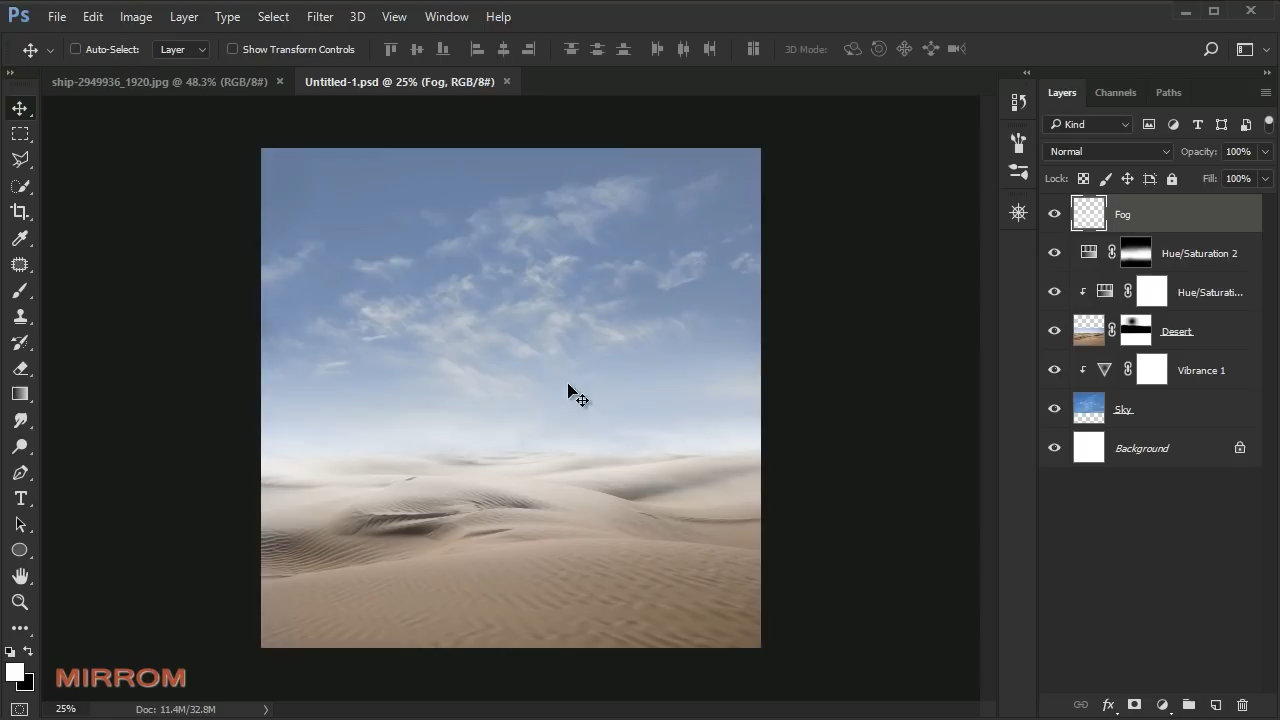 Ps File Edit Image Layer Type Select Filter 3D View Window Help
Auto-Select: Layer Show Transform Controls 3D Mode:
ship-2949936_1920.jpg @ 48.3% (RGB/8#) × Untitled-1.psd @ 25% (Fog, RGB/8#) ×
Layers Channels Paths
Kind
Normal Opacity: 100%
Lock: Fill: 100%
Fog
Hue/Saturation 2
Hue/Saturati...
Desert
Vibrance 1
Sky
Background
MIRROM
25% Doc: 11.4M/32.8M
fx